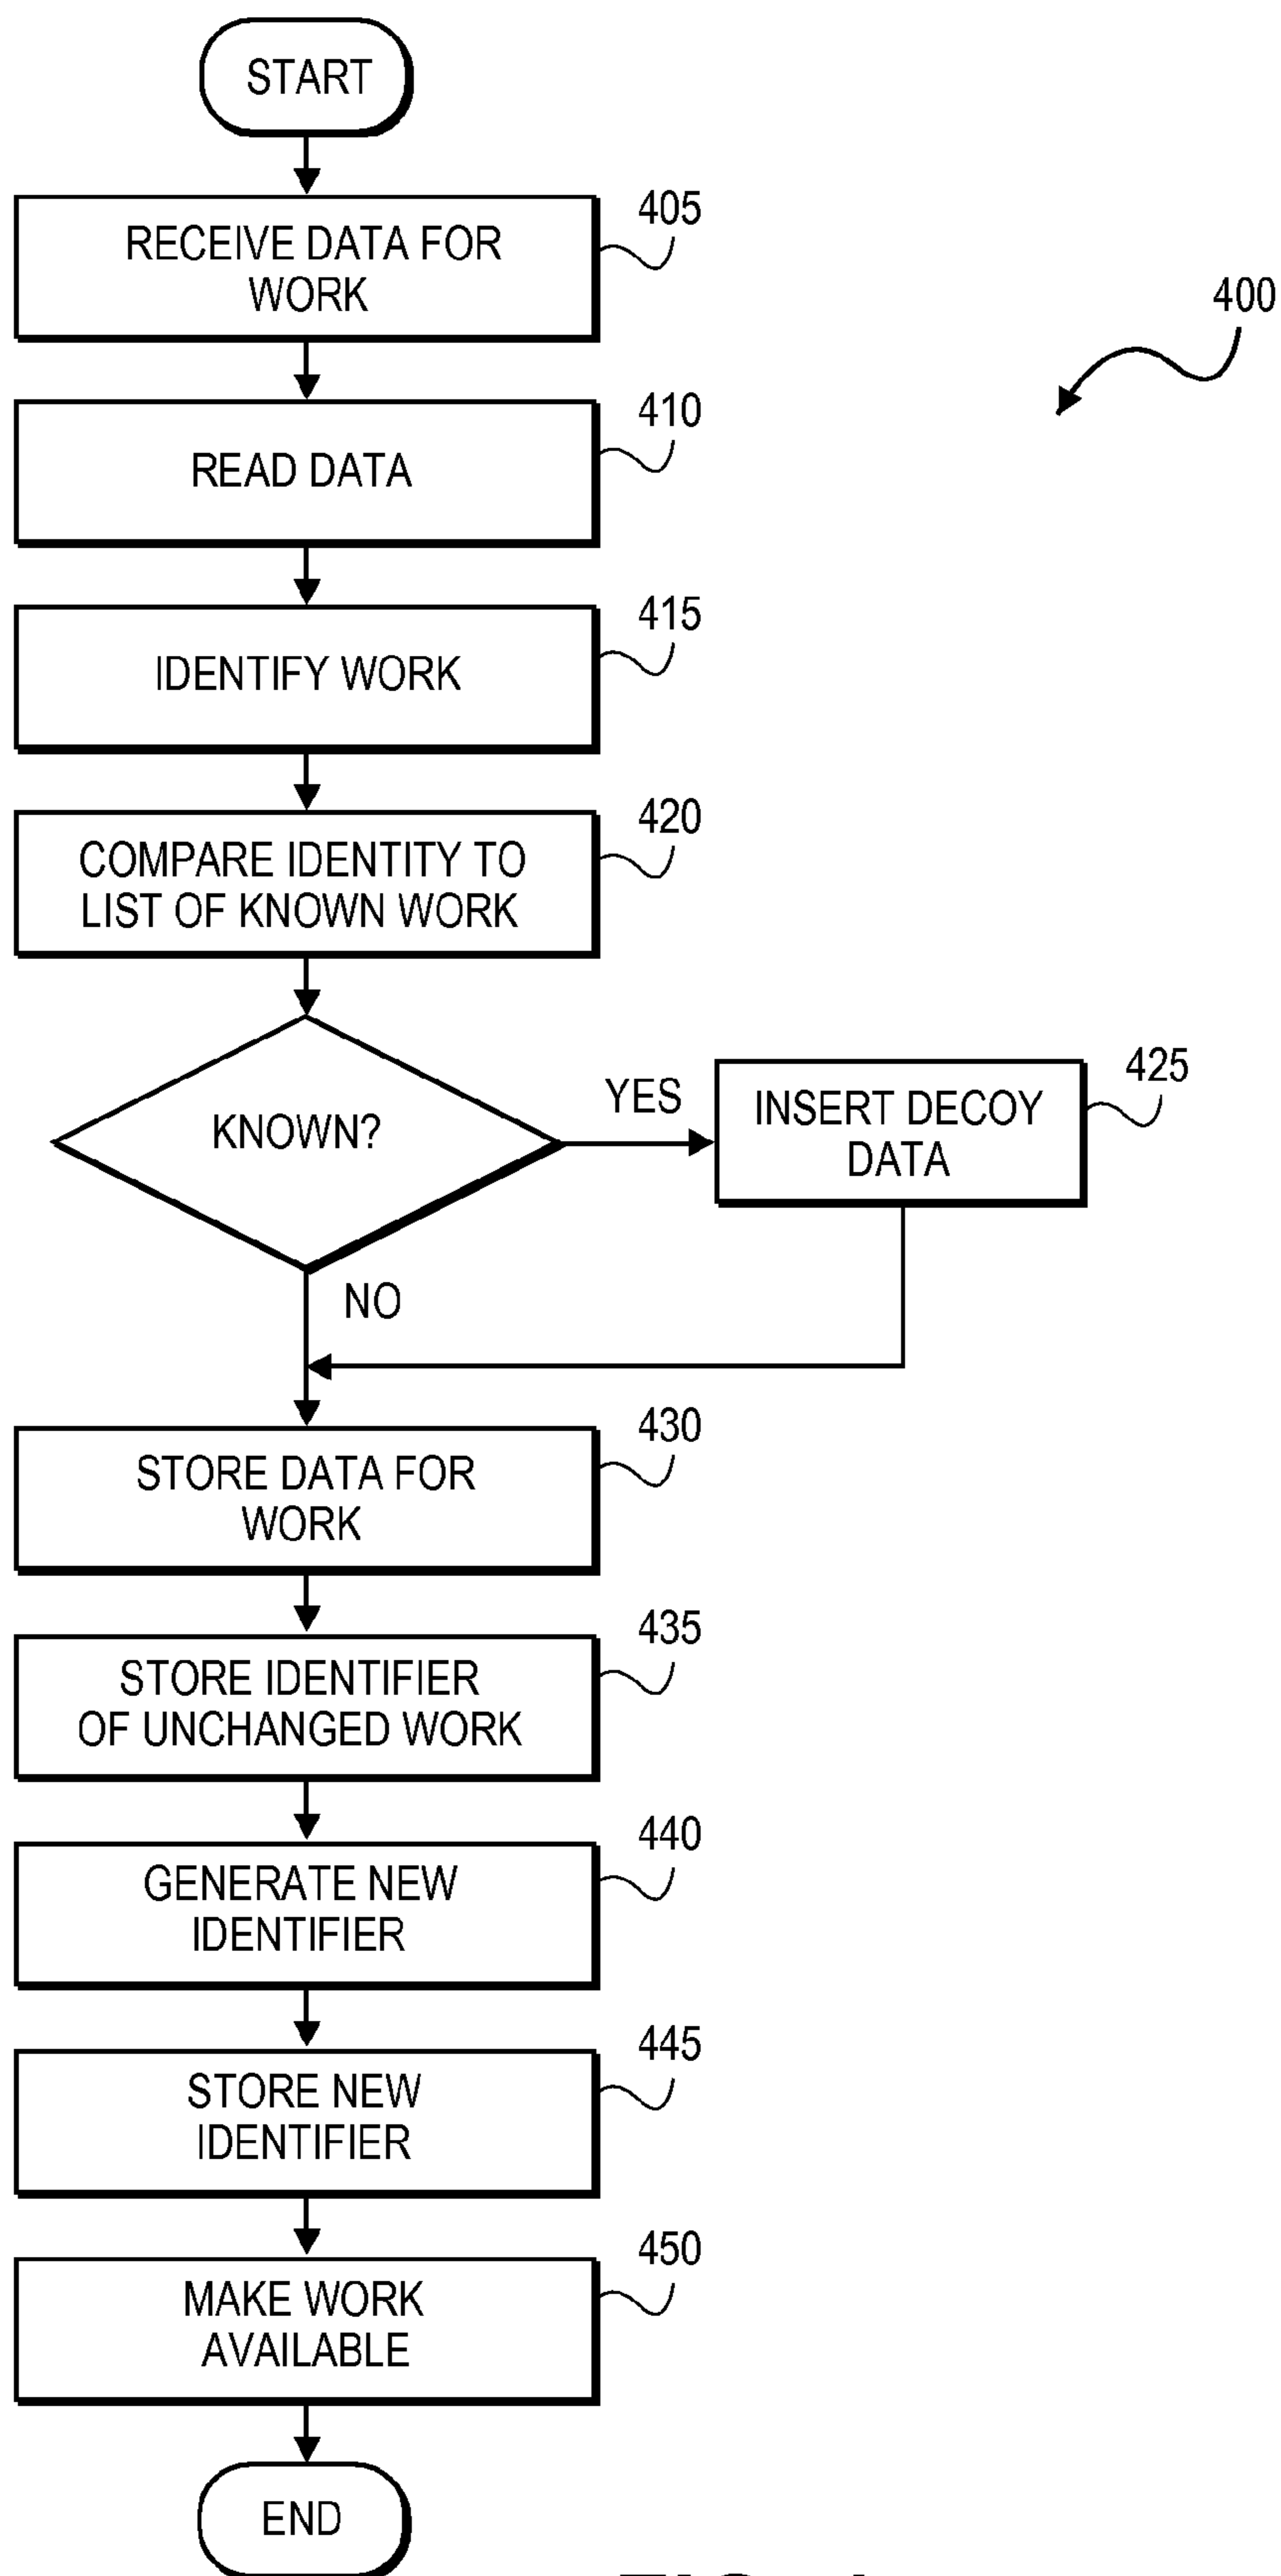 START
RECEIVE DATA FOR
WORK
405
400
READ DATA
410
IDENTIFY WORK
415
COMPARE IDENTITY TO
LIST OF KNOWN WORK
420
KNOWN?
YES
INSERT DECOY
DATA
425
NO
STORE DATA FOR
WORK
430
STORE IDENTIFIER
OF UNCHANGED WORK
435
GENERATE NEW
IDENTIFIER
440
STORE NEW
IDENTIFIER
445
MAKE WORK
AVAILABLE
450
END